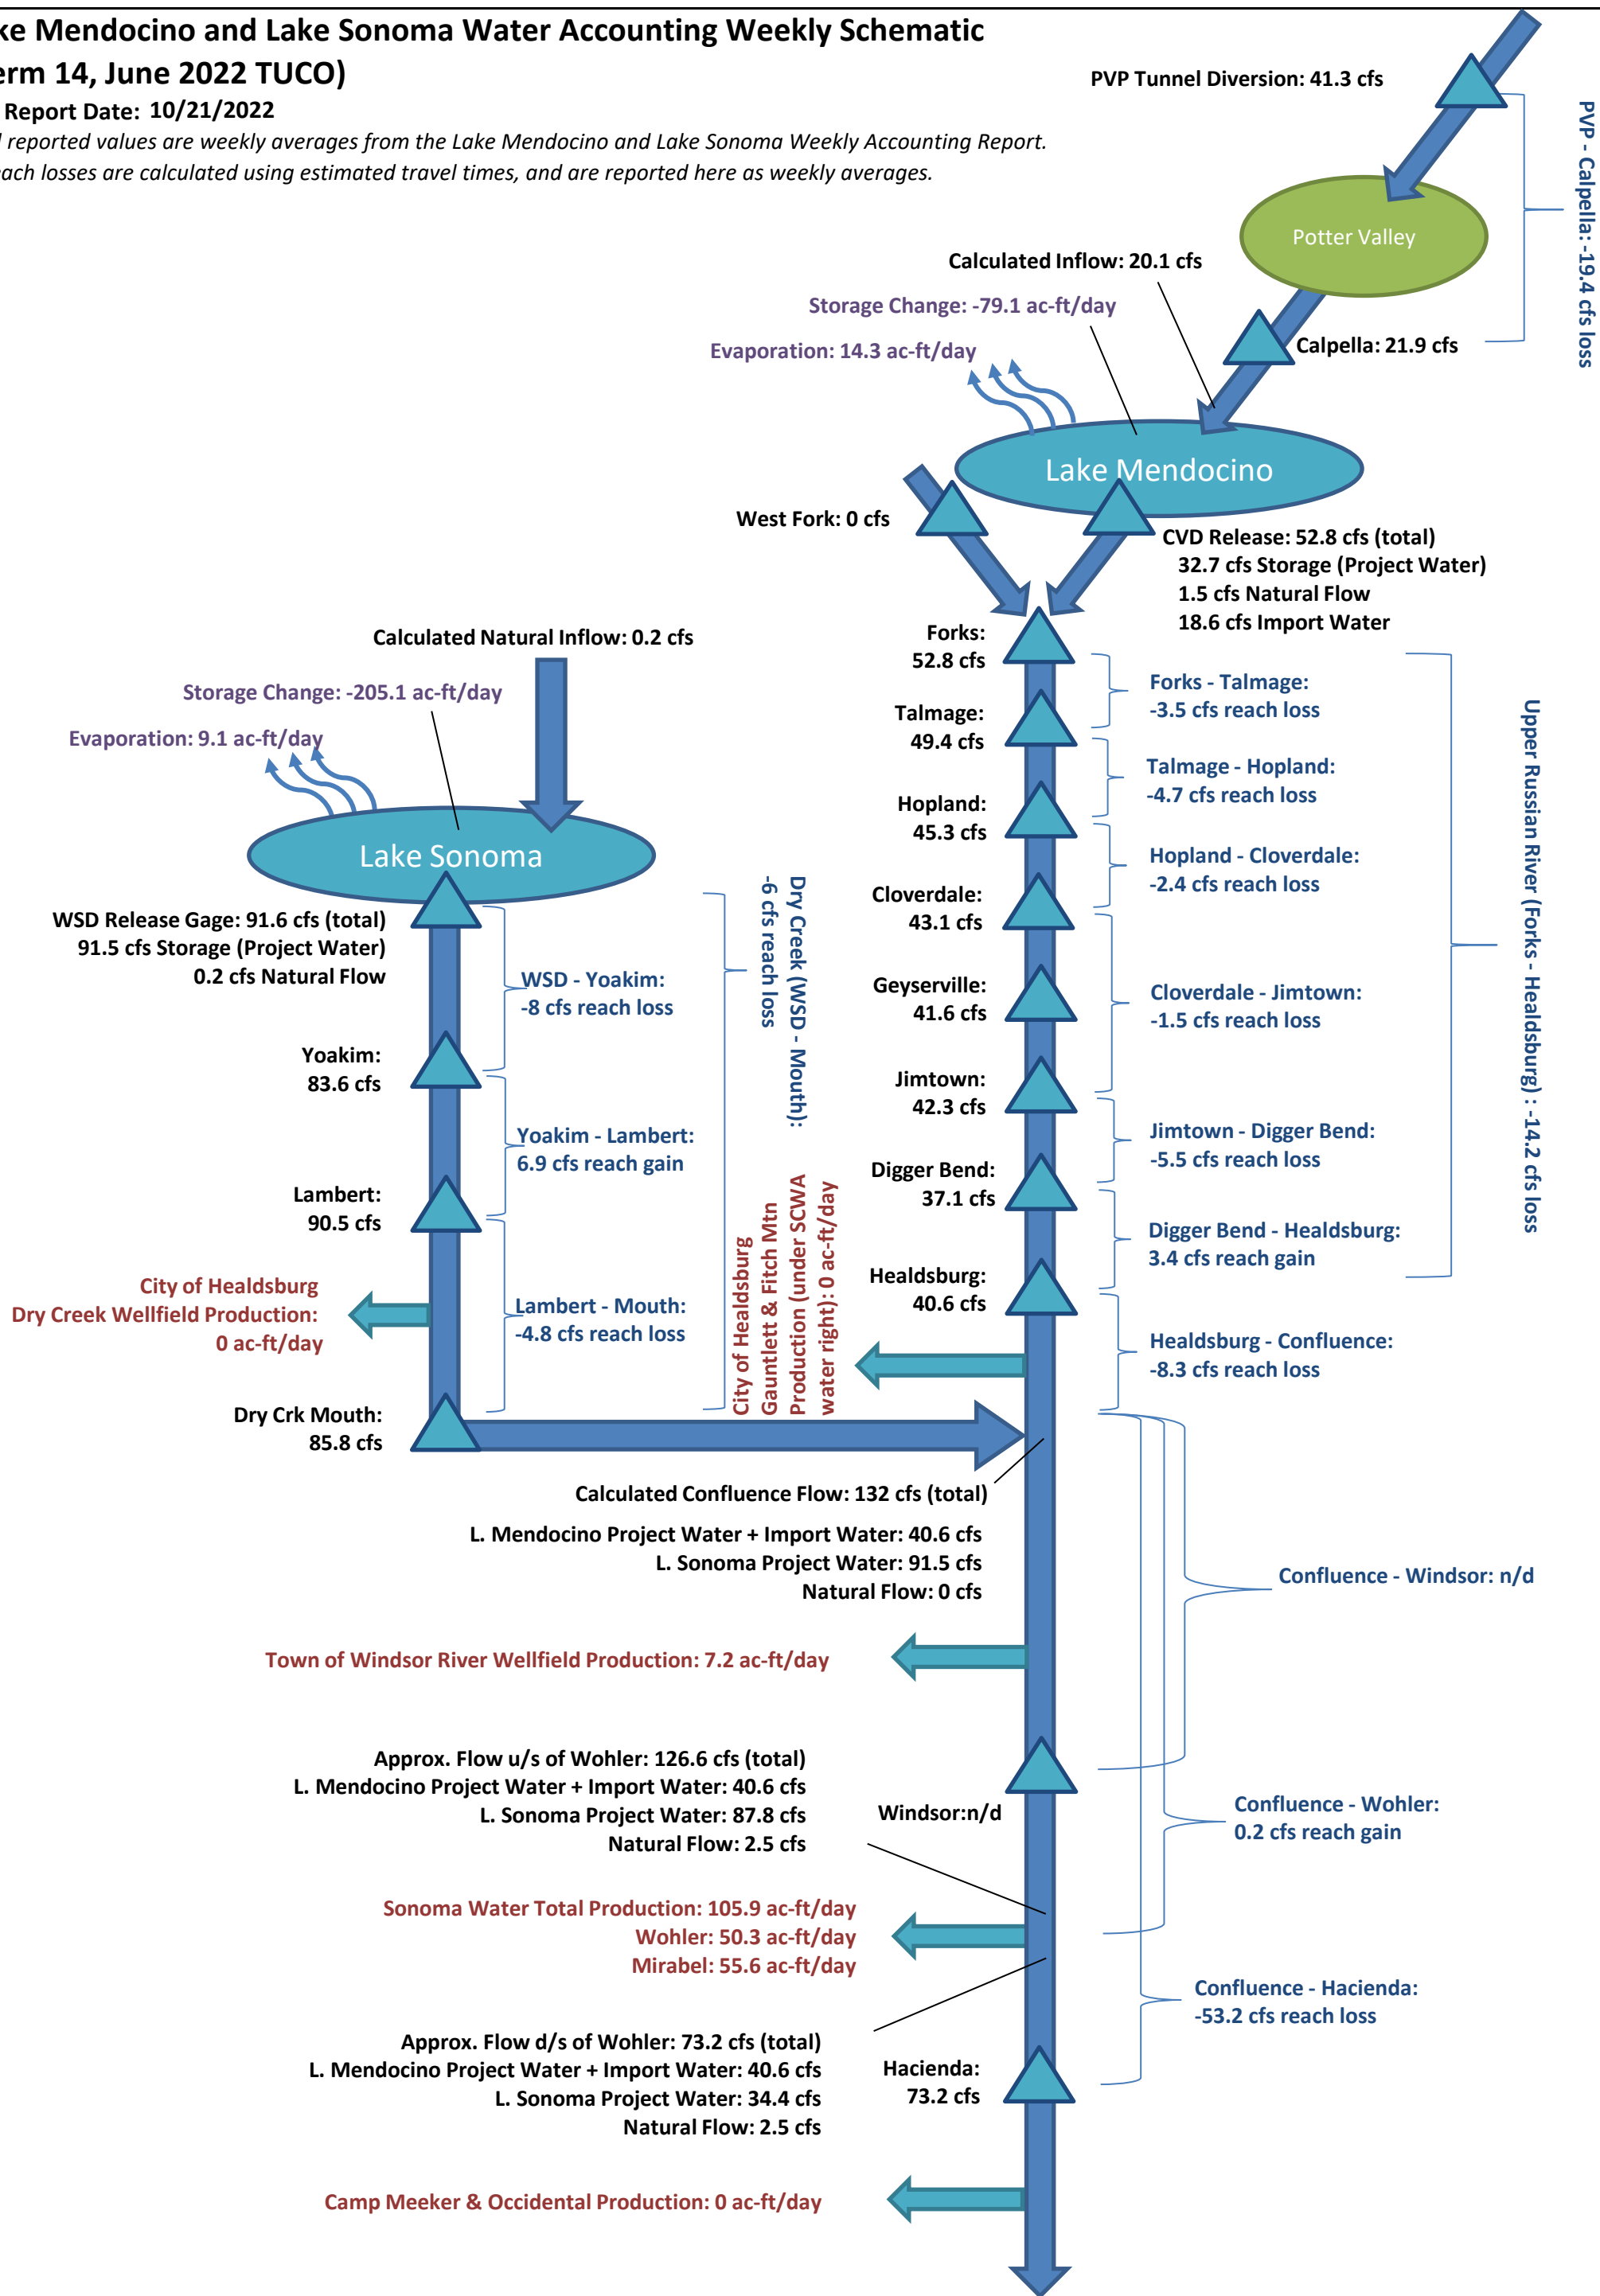 ke Mendocino and Lake Sonoma Water Accounting Weekly Schematic
erm 14, June 2022 TUCO)
Report Date: 10/21/2022
l reported values are weekly averages from the Lake Mendocino and Lake Sonoma Weekly Accounting Report.
each losses are calculated using estimated travel times, and are reported here as weekly averages.
PVP Tunnel Diversion: 41.3 cfs
PVP - Calpella: -19.4 cfs loss
Potter Valley
Calculated Inflow: 20.1 cfs
Storage Change: -79.1 ac-ft/day
Evaporation: 14.3 ac-ft/day
Calpella: 21.9 cfs
Lake Mendocino
West Fork: 0 cfs
CVD Release: 52.8 cfs (total)
32.7 cfs Storage (Project Water)
1.5 cfs Natural Flow
18.6 cfs Import Water
Calculated Natural Inflow: 0.2 cfs
Storage Change: -205.1 ac-ft/day
Evaporation: 9.1 ac-ft/day
Lake Sonoma
WSD Release Gage: 91.6 cfs (total)
91.5 cfs Storage (Project Water)
0.2 cfs Natural Flow
WSD - Yoakim:
-8 cfs reach loss
Yoakim:
83.6 cfs
Yoakim - Lambert:
6.9 cfs reach gain
Lambert:
90.5 cfs
City of Healdsburg
Dry Creek Wellfield Production:
0 ac-ft/day
Lambert - Mouth:
-4.8 cfs reach loss
Dry Crk Mouth:
85.8 cfs
Dry Creek (WSD - Mouth):
-6 cfs reach loss
City of Healdsburg
Gauntlett & Fitch Mtn
Production (under SCWA
water right): 0 ac-ft/day
Forks:
52.8 cfs
Forks - Talmage:
-3.5 cfs reach loss
Talmage:
49.4 cfs
Talmage - Hopland:
-4.7 cfs reach loss
Hopland:
45.3 cfs
Hopland - Cloverdale:
-2.4 cfs reach loss
Cloverdale:
43.1 cfs
Geyserville:
41.6 cfs
Cloverdale - Jimtown:
-1.5 cfs reach loss
Jimtown:
42.3 cfs
Jimtown - Digger Bend:
-5.5 cfs reach loss
Digger Bend:
37.1 cfs
Digger Bend - Healdsburg:
3.4 cfs reach gain
Healdsburg:
40.6 cfs
Healdsburg - Confluence:
-8.3 cfs reach loss
Upper Russian River (Forks - Healdsburg) : -14.2 cfs loss
Calculated Confluence Flow: 132 cfs (total)
L. Mendocino Project Water + Import Water: 40.6 cfs
L. Sonoma Project Water: 91.5 cfs
Natural Flow: 0 cfs
Confluence - Windsor: n/d
Town of Windsor River Wellfield Production: 7.2 ac-ft/day
Approx. Flow u/s of Wohler: 126.6 cfs (total)
L. Mendocino Project Water + Import Water: 40.6 cfs
L. Sonoma Project Water: 87.8 cfs
Natural Flow: 2.5 cfs
Windsor:n/d
Confluence - Wohler:
0.2 cfs reach gain
Sonoma Water Total Production: 105.9 ac-ft/day
Wohler: 50.3 ac-ft/day
Mirabel: 55.6 ac-ft/day
Confluence - Hacienda:
-53.2 cfs reach loss
Approx. Flow d/s of Wohler: 73.2 cfs (total)
L. Mendocino Project Water + Import Water: 40.6 cfs
L. Sonoma Project Water: 34.4 cfs
Natural Flow: 2.5 cfs
Hacienda:
73.2 cfs
Camp Meeker & Occidental Production: 0 ac-ft/day